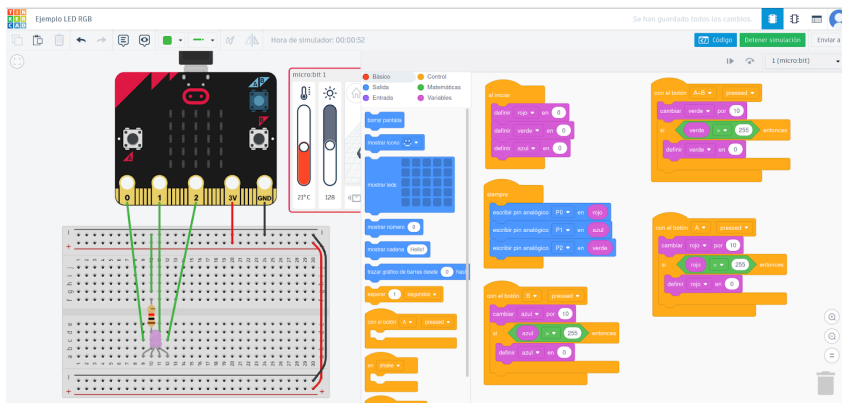 TIN
KER
CAD
Ejemplo LED RGB
Se han guardado todos los cambios.
Hora de simulador: 00:00:52
Código
Detener simulación
Enviar a
1 (micro:bit)
micro:bit 1
21°C
128
0
1
2
3V
GND
Básico
Control
Salida
Matemáticas
Entrada
Variables
borrar pantalla
mostrar icono
mostrar leds
mostrar número 0
mostrar cadena Hello!
trazar gráfico de barras desde 0
esperar 1 segundos
con el botón A pressed
en shake
al iniciar
definir rojo en 0
definir verde en 0
definir azul en 0
siempre
escribir pin analógico P0 en rojo
escribir pin analógico P1 en azul
escribir pin analógico P2 en verde
con el botón B pressed
cambiar azul por 10
si azul > 255 entonces
definir azul en 0
con el botón A+B pressed
cambiar verde por 10
si verde > 255 entonces
definir verde en 0
con el botón A pressed
cambiar rojo por 10
si rojo > 255 entonces
definir rojo en 0